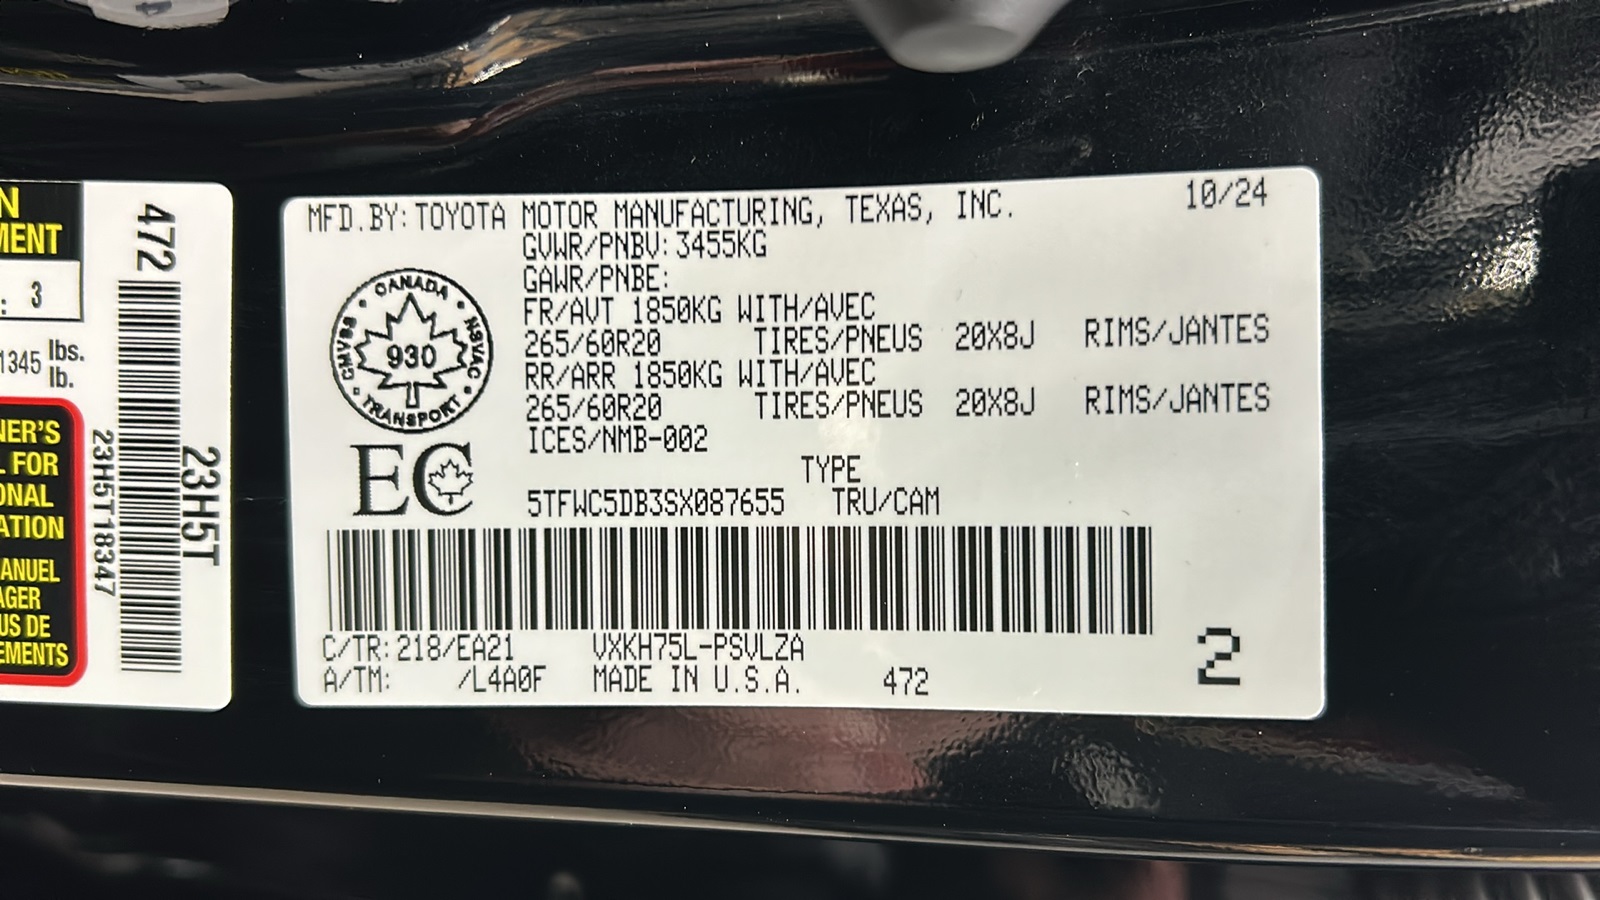 N
MENT
: 3
1345 lbs.
lb.
NER'S
L FOR
ONAL
ATION
ANUEL
AGER
US DE
EMENTS
472
23H5T18347
23H5T
MFD.BY:TOYOTA MOTOR MANUFACTURING, TEXAS, INC. 10/24
GVWR/PNBV:3455KG
GAWR/PNBE:
FR/AVT 1850KG WITH/AVEC
265/60R20 TIRES/PNEUS 20X8J RIMS/JANTES
RR/ARR 1850KG WITH/AVEC
265/60R20 TIRES/PNEUS 20X8J RIMS/JANTES
ICES/NMB-002
CANADA
CMVSS
930
NSVAC
TRANSPORT
EC
TYPE
5TFWC5DB3SX087655 TRU/CAM
C/TR:218/EA21 VXKH75L-PSVLZA
A/TM: /L4A0F MADE IN U.S.A. 472
2